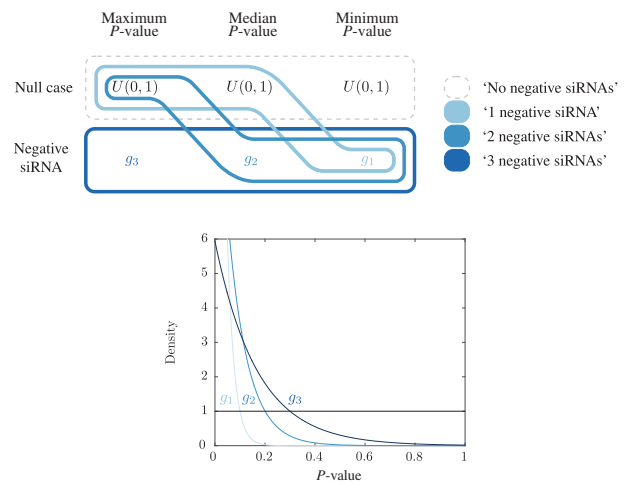 Maximum P-value Median P-value Minimum P-value
Null case U(0, 1) U(0, 1) U(0, 1)
Negative siRNA g3 g2 g1
‘No negative siRNAs’
‘1 negative siRNA’
‘2 negative siRNAs’
‘3 negative siRNAs’
6
5
4
3
2
1
0
Density
g1 g2 g3
0 0.2 0.4 0.6 0.8 1
P-value